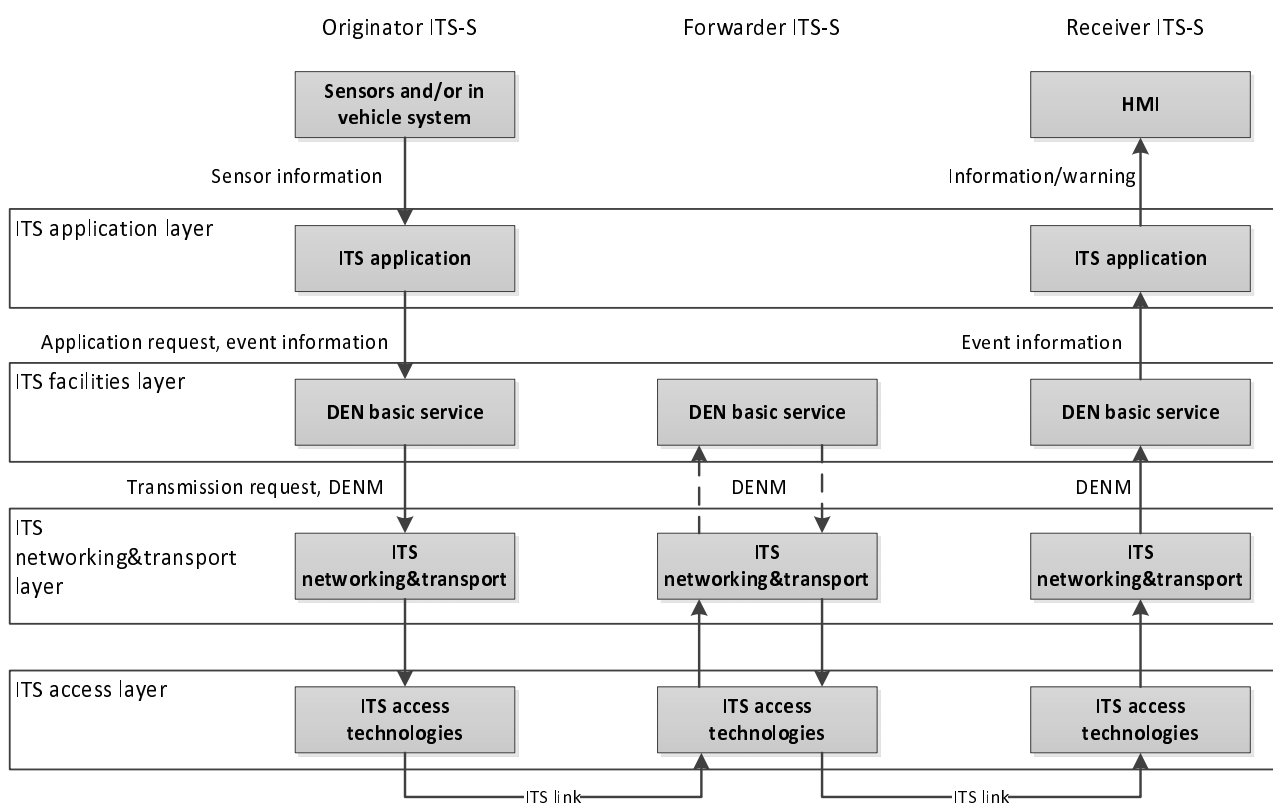 Originator ITS-S
Forwarder ITS-S
Receiver ITS-S
Sensors and/or in
vehicle system
HMI
Sensor information
Information/warning
ITS application layer
ITS application
ITS application
Application request, event information
Event information
ITS facilities layer
DEN basic service
DEN basic service
DEN basic service
Transmission request, DENM
DENM
DENM
ITS
networking&transport
layer
ITS
networking&transport
ITS
networking&transport
ITS
networking&transport
ITS access layer
ITS access
technologies
ITS access
technologies
ITS access
technologies
ITS link
ITS link